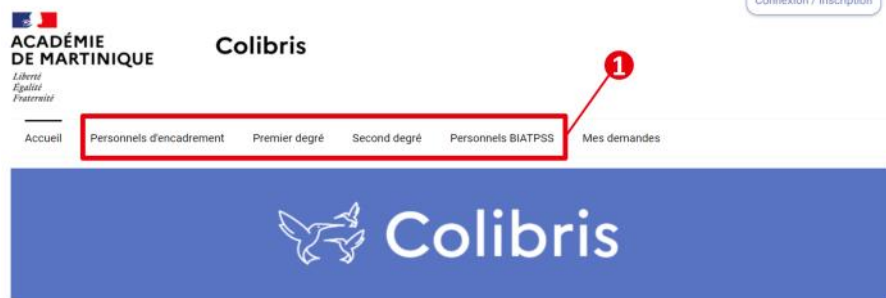 Connexion / Inscription
ACADÉMIE
DE MARTINIQUE
Liberté
Égalité
Fraternité
Colibris
1
Accueil Personnels d'encadrement Premier degré Second degré Personnels BIATPSS Mes demandes
Colibris